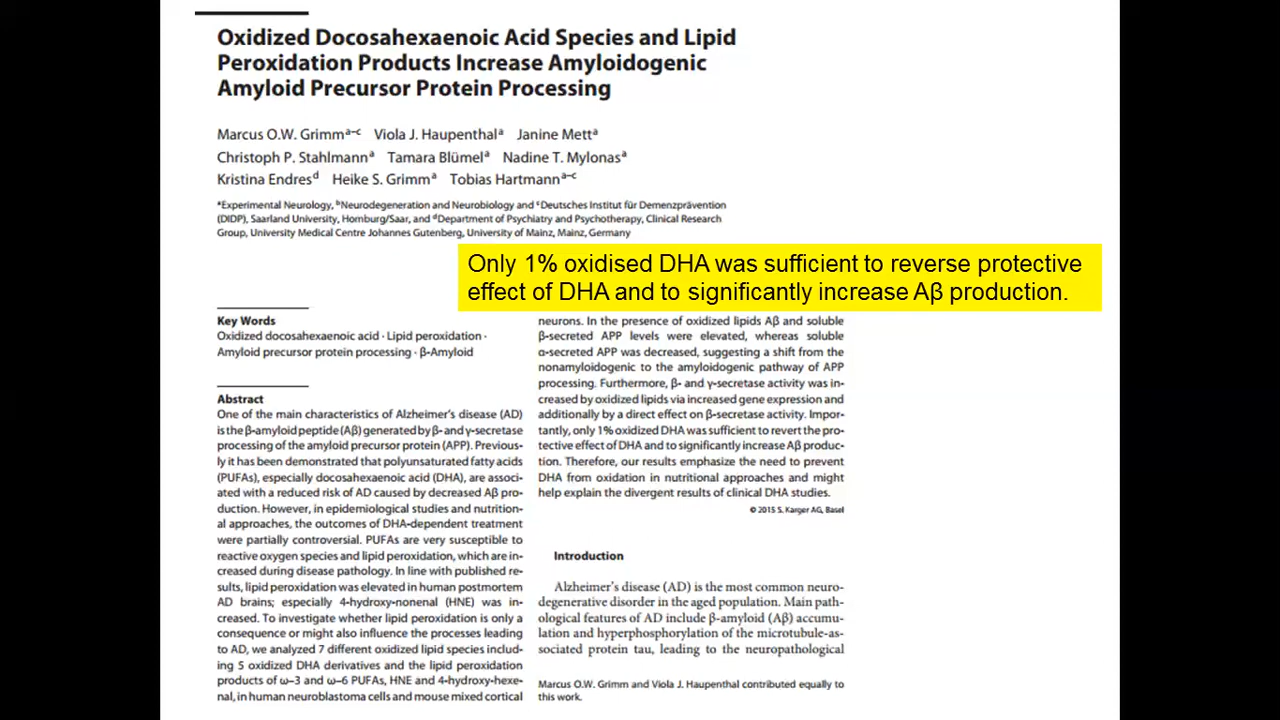 Oxidized Docosahexaenoic Acid Species and Lipid
Peroxidation Products Increase Amyloidogenic
Amyloid Precursor Protein Processing
Marcus O.W. Grimmᵃ⁻ᶜ Viola J. Haupenthalᵃ Janine Mettᵃ
Christoph P. Stahlmannᵃ Tamara Blümelᵃ Nadine T. Mylonasᵃ
Kristina Endresᵈ Heike S. Grimmᵃ Tobias Hartmannᵃ⁻ᶜ
ᵃExperimental Neurology, ᵇNeurodegeneration and Neurobiology and ᶜDeutsches Institut für Demenzprävention
(DIDP), Saarland University, Homburg/Saar, and ᵈDepartment of Psychiatry and Psychotherapy, Clinical Research
Group, University Medical Centre Johannes Gutenberg, University of Mainz, Mainz, Germany
Only 1% oxidised DHA was sufficient to reverse protective
effect of DHA and to significantly increase Aβ production.
Key Words
Oxidized docosahexaenoic acid · Lipid peroxidation ·
Amyloid precursor protein processing · β-Amyloid
Abstract
One of the main characteristics of Alzheimer's disease (AD)
is the β-amyloid peptide (Aβ) generated by β- and γ-secretase
processing of the amyloid precursor protein (APP). Previous-
ly it has been demonstrated that polyunsaturated fatty acids
(PUFAs), especially docosahexaenoic acid (DHA), are associ-
ated with a reduced risk of AD caused by decreased Aβ pro-
duction. However, in epidemiological studies and nutrition-
al approaches, the outcomes of DHA-dependent treatment
were partially controversial. PUFAs are very susceptible to
reactive oxygen species and lipid peroxidation, which are in-
creased during disease pathology. In line with published re-
sults, lipid peroxidation was elevated in human postmortem
AD brains; especially 4-hydroxy-nonenal (HNE) was in-
creased. To investigate whether lipid peroxidation is only a
consequence or might also influence the processes leading
to AD, we analyzed 7 different oxidized lipid species includ-
ing 5 oxidized DHA derivatives and the lipid peroxidation
products of ω–3 and ω–6 PUFAs, HNE and 4-hydroxy-hexe-
nal, in human neuroblastoma cells and mouse mixed cortical
neurons. In the presence of oxidized lipids Aβ and soluble
β-secreted APP levels were elevated, whereas soluble
α-secreted APP was decreased, suggesting a shift from the
nonamyloidogenic to the amyloidogenic pathway of APP
processing. Furthermore, β- and γ-secretase activity was in-
creased by oxidized lipids via increased gene expression and
additionally by a direct effect on β-secretase activity. Impor-
tantly, only 1% oxidized DHA was sufficient to revert the pro-
tective effect of DHA and to significantly increase Aβ produc-
tion. Therefore, our results emphasize the need to prevent
DHA from oxidation in nutritional approaches and might
help explain the divergent results of clinical DHA studies.
© 2015 S. Karger AG, Basel
Introduction
Alzheimer's disease (AD) is the most common neuro-
degenerative disorder in the aged population. Main path-
ological features of AD include β-amyloid (Aβ) accumu-
lation and hyperphosphorylation of the microtubule-as-
sociated protein tau, leading to the neuropathological
Marcus O.W. Grimm and Viola J. Haupenthal contributed equally to
this work.